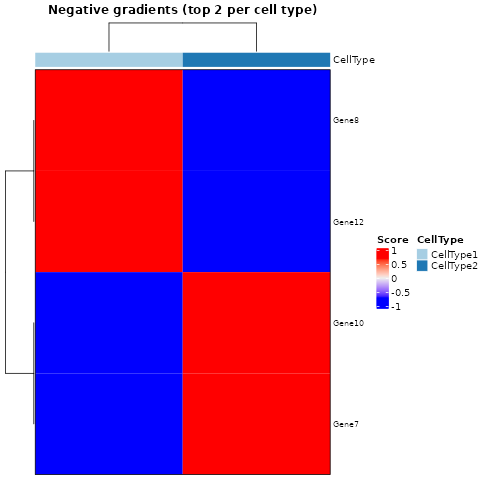 Negative gradients (top 2 per cell type)
CellType
Gene8
Gene12
Gene10
Gene7
Score
1
0.5
0
-0.5
-1
CellType
CellType1
CellType2